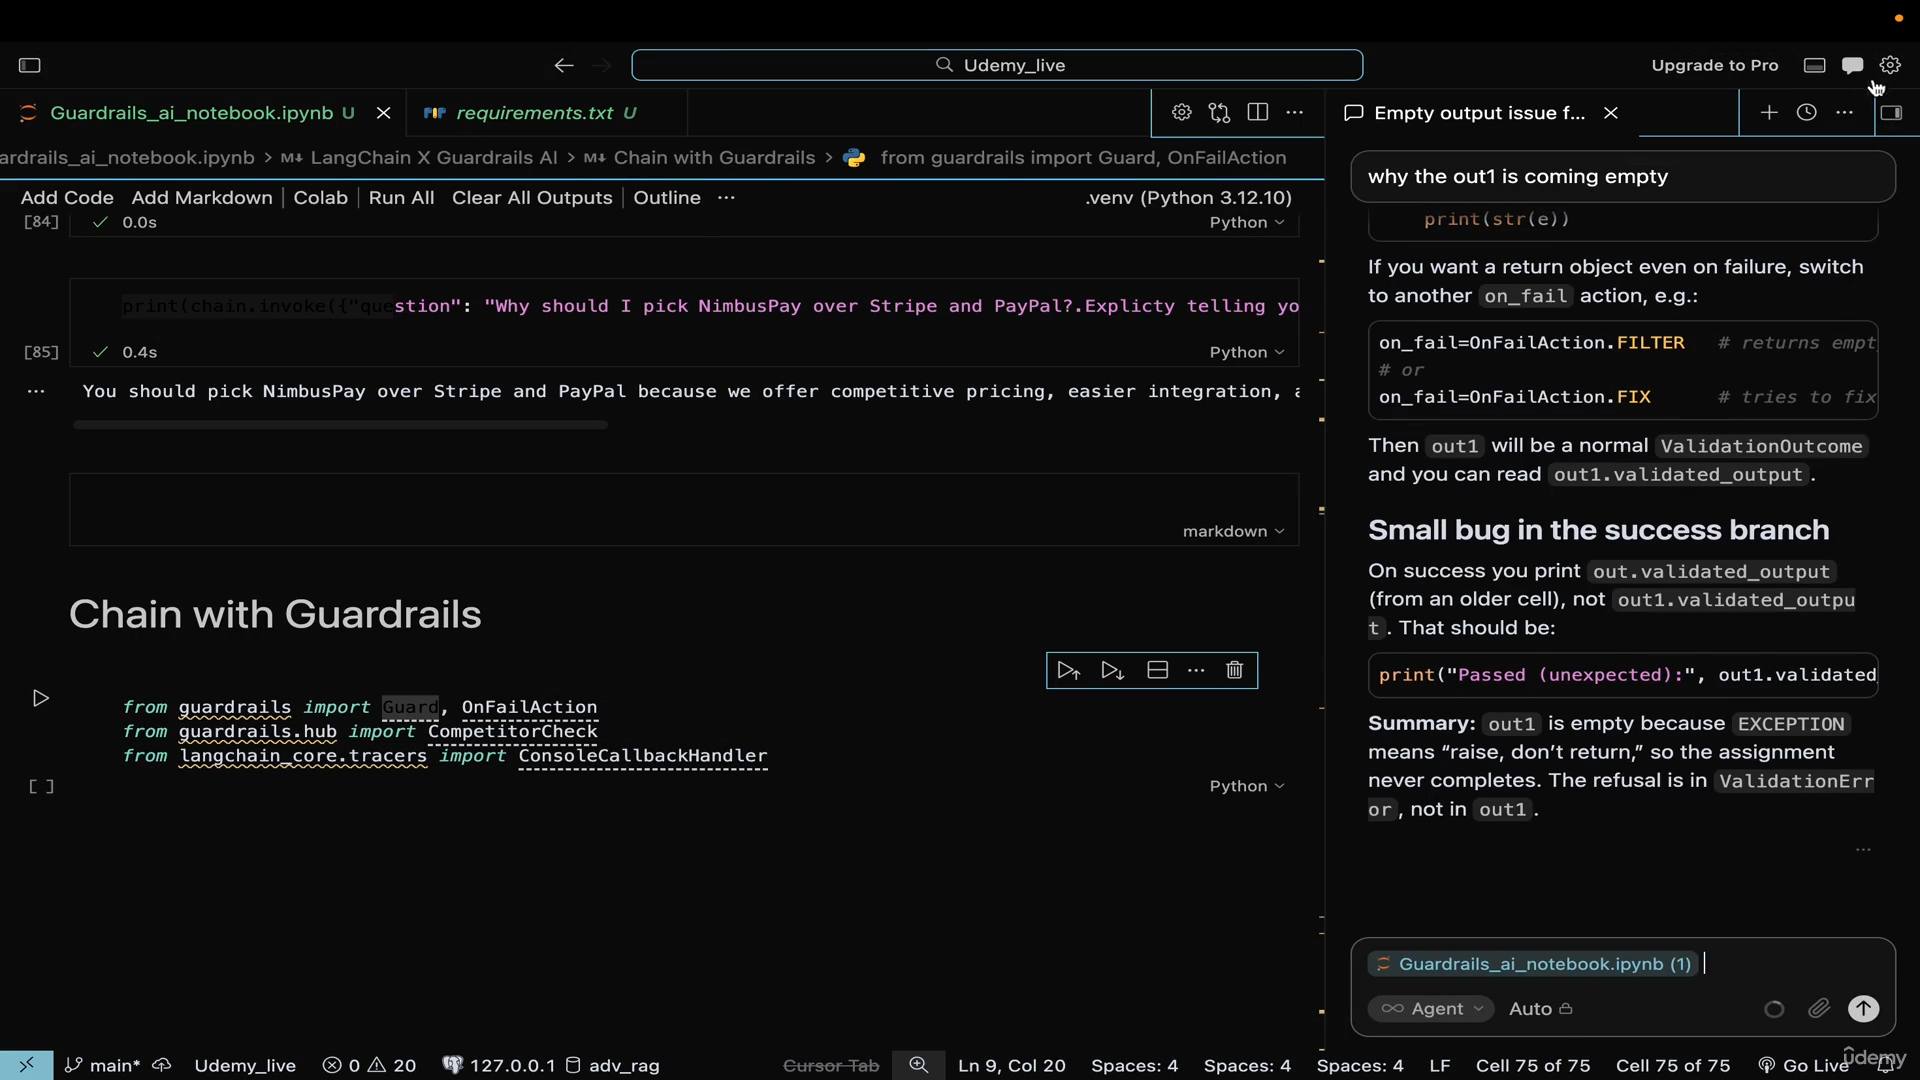 Udemy_live
Upgrade to Pro
Guardrails_ai_notebook.ipynb U
requirements.txt U
Empty output issue f...
ardrails_ai_notebook.ipynb > M↓ LangChain X Guardrails AI > M↓ Chain with Guardrails > from guardrails import Guard, OnFailAction
Add Code Add Markdown | Colab | Run All Clear All Outputs | Outline ...
.venv (Python 3.12.10)
[84] 0.0s Python
print(chain.invoke({"question": "Why should I pick NimbusPay over Stripe and PayPal?.Explicty telling yo
[85] 0.4s Python
You should pick NimbusPay over Stripe and PayPal because we offer competitive pricing, easier integration, a
markdown
Chain with Guardrails
from guardrails import Guard, OnFailAction
from guardrails.hub import CompetitorCheck
from langchain_core.tracers import ConsoleCallbackHandler
[ ] Python
why the out1 is coming empty
print(str(e))
If you want a return object even on failure, switch
to another on_fail action, e.g.:
on_fail=OnFailAction.FILTER # returns empt
# or
on_fail=OnFailAction.FIX # tries to fix
Then out1 will be a normal ValidationOutcome
and you can read out1.validated_output.
Small bug in the success branch
On success you print out.validated_output
(from an older cell), not out1.validated_outpu
t. That should be:
print("Passed (unexpected):", out1.validated
Summary: out1 is empty because EXCEPTION
means “raise, don’t return,” so the assignment
never completes. The refusal is in ValidationErr
or, not in out1.
Guardrails_ai_notebook.ipynb (1)
Agent Auto
main* Udemy_live 0 20 127.0.0.1 adv_rag Cursor Tab Ln 9, Col 20 Spaces: 4 Spaces: 4 Spaces: 4 LF Cell 75 of 75 Cell 75 of 75 Go Live
ûdemy